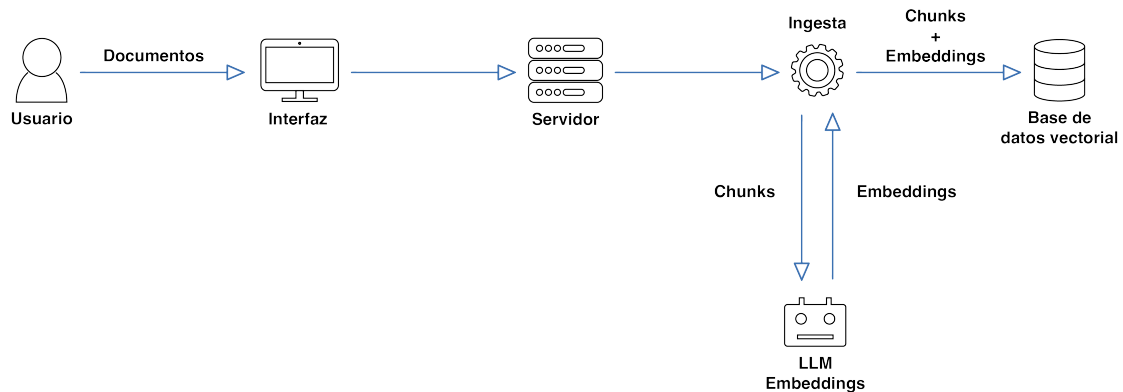 Documentos
Usuario
Interfaz
Servidor
Ingesta
Chunks
+
Embeddings
Base de
datos vectorial
Chunks
Embeddings
LLM
Embeddings